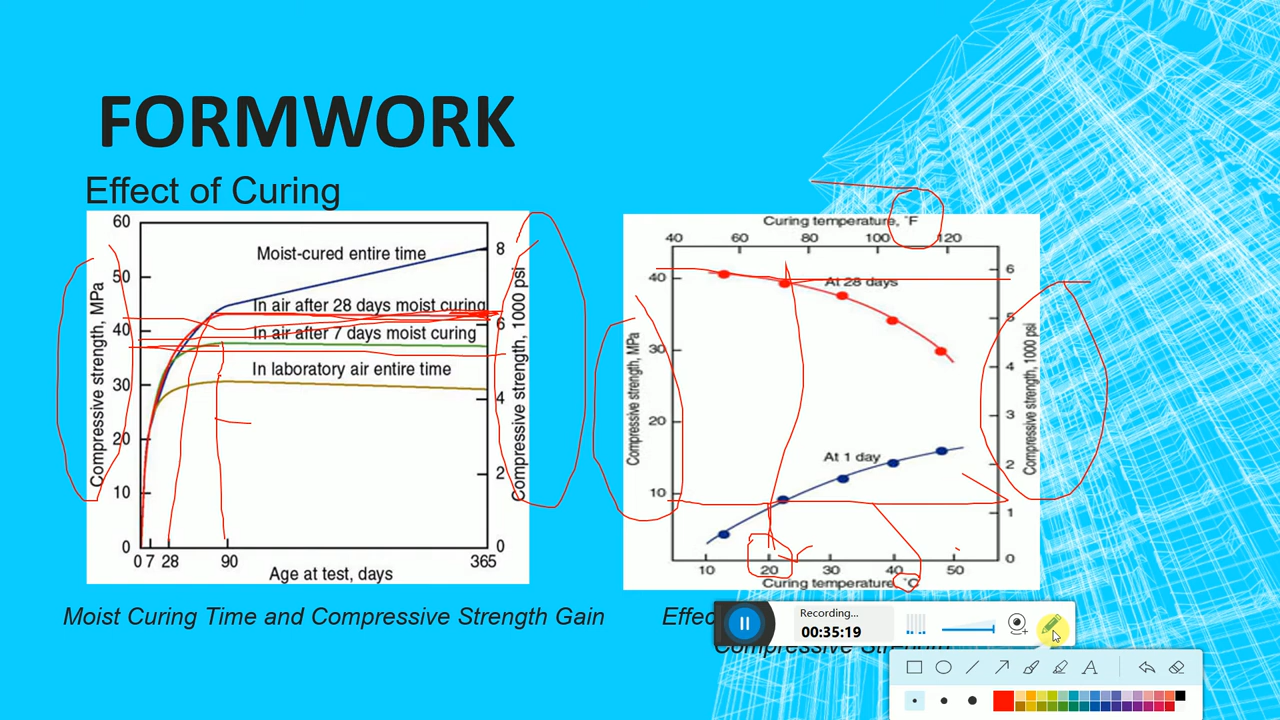 FORMWORK
Effect of Curing
60
50
40
30
20
10
0
Compressive strength, MPa
Moist-cured entire time
In air after 28 days moist curing
In air after 7 days moist curing
In laboratory air entire time
8
6
4
2
0
Compressive strength, 1000 psi
0 7 28 90 365
Age at test, days
Moist Curing Time and Compressive Strength Gain
Curing temperature, °F
40 60 80 100 120
40
30
20
10
Compressive strength, MPa
At 28 days
At 1 day
6
5
4
3
2
1
0
Compressive strength, 1000 psi
10 20 30 40 50
Curing temperature, °C
Effec
Compressive Strength
Recording...
00:35:19
A